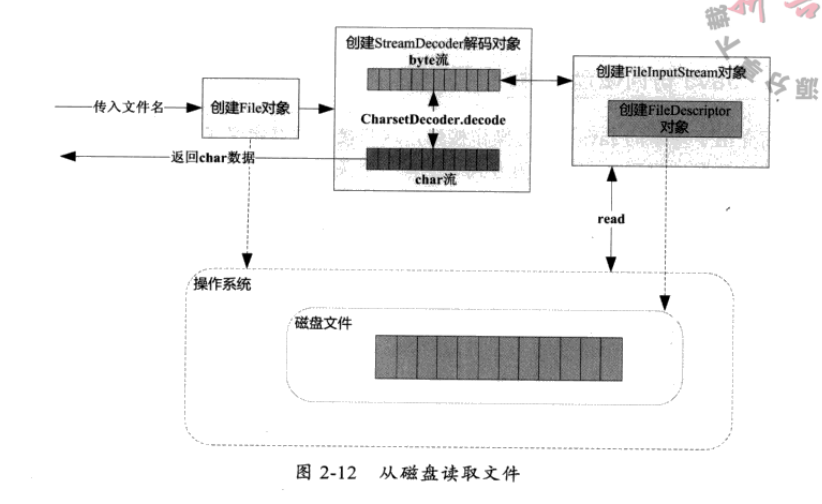 创建StreamDecoder解码对象
byte流
创建FileInputStream对象
传入文件名
创建File对象
创建FileDescriptor
对象
CharsetDecoder.decode
返回char数据
char流
read
操作系统
磁盘文件
图 2-12 从磁盘读取文件